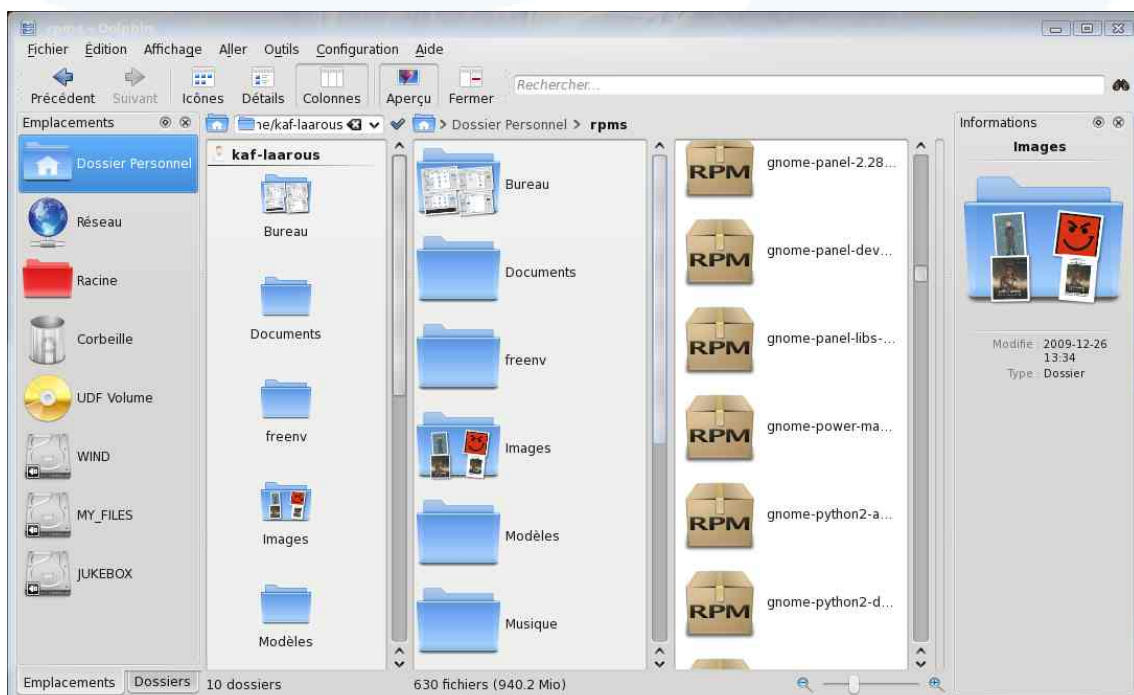 rpms - Dolphin
Fichier Édition Affichage Aller Outils Configuration Aide
Précédent Suivant Icônes Détails Colonnes Aperçu Fermer
Rechercher...
Emplacements
ne/kaf-laarous
> Dossier Personnel > rpms
Informations
Dossier Personnel
Réseau
Racine
Corbeille
UDF Volume
WIND
MY_FILES
JUKEBOX
kaf-laarous
Bureau
Documents
freenv
Images
Modèles
Bureau
Documents
freenv
Images
Modèles
Musique
RPM
gnome-panel-2.28...
RPM
gnome-panel-dev...
RPM
gnome-panel-libs-...
RPM
gnome-power-ma...
RPM
gnome-python2-a...
RPM
gnome-python2-d...
Images
Modifié : 2009-12-26
13:34
Type : Dossier
Emplacements Dossiers
10 dossiers
630 fichiers (940.2 Mio)